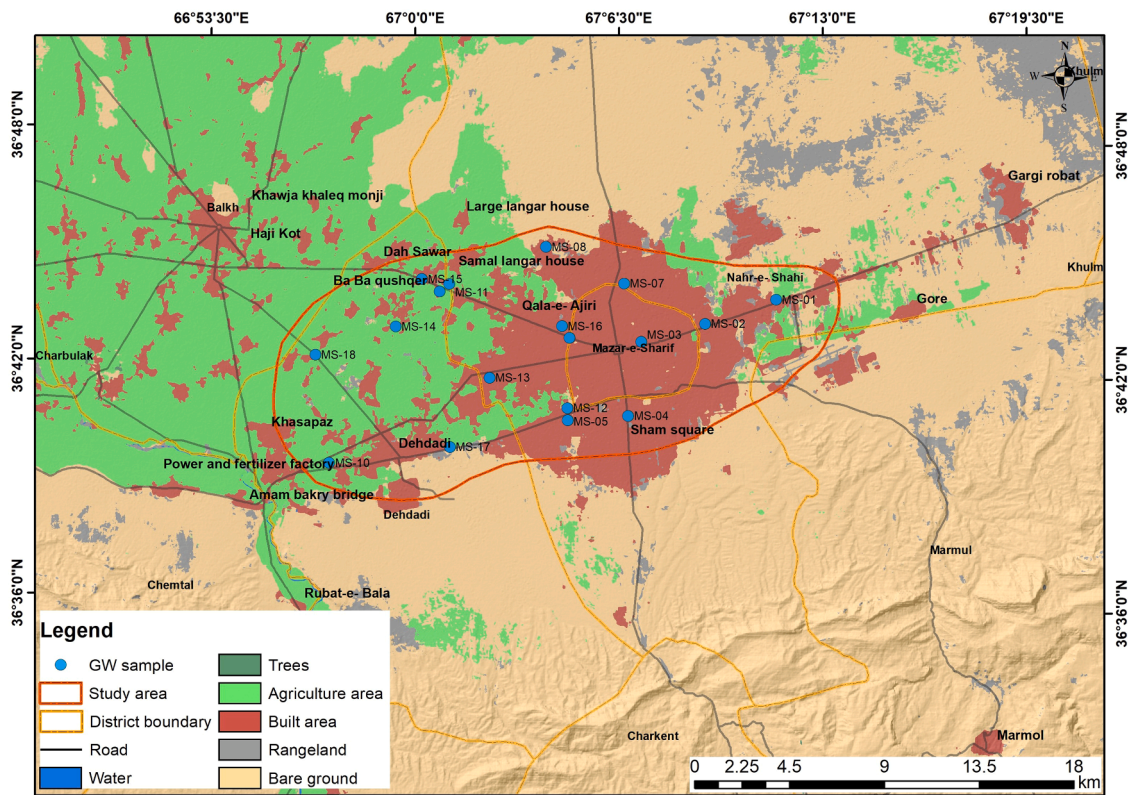 66°53'30"E 67°0'0"E 67°6'30"E 67°13'0"E 67°19'30"E
N
W E
S
Khulm
36°48'0"N
36°48'0"N
Gargi robat
Khawja khaleq monji
Balkh
Large langar house
Haji Kot
MS-08
Dah Sawar
Samal langar house
Khulm
Nahr-e- Shahi
Ba Ba qushqer
MS-15
MS-07
MS-11
MS-01
Gore
Qala-e- Ajiri
MS-14
MS-16
MS-02
MS-03
Mazar-e-Sharif
36°42'0"N
Charbulak
MS-18
36°42'0"N
MS-13
MS-12
MS-04
MS-05
Khasapaz
Sham square
Dehdadi
MS-17
Power and fertilizer factory
MS-10
Amam bakry bridge
Dehdadi
Marmul
Chemtal
36°36'0"N
Rubat-e- Bala
36°36'0"N
Legend
GW sample
Study area
District boundary
Road
Water
Trees
Agriculture area
Built area
Rangeland
Bare ground
Charkent
Marmol
0 2.25 4.5 9 13.5 18
km